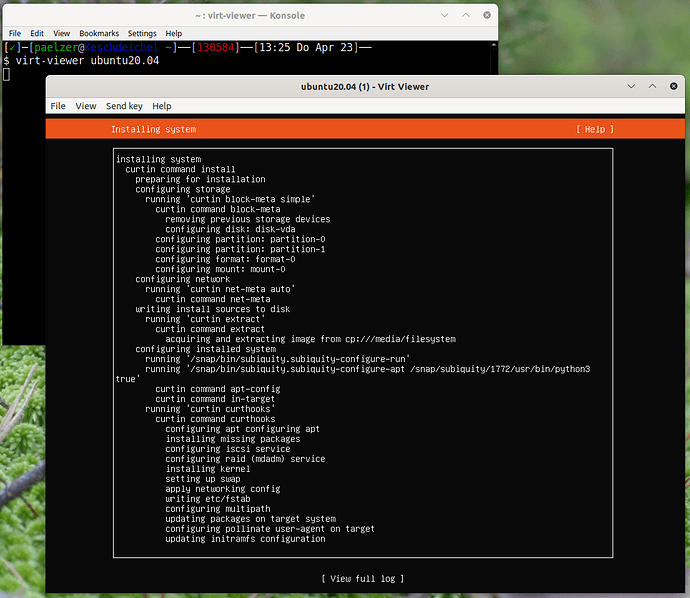 ~ : virt-viewer — Konsole
File Edit View Bookmarks Settings Help
[✓]─[paelzer@Keschdeichel ~]──[130584]──[13:25 Do Apr 23]──
$ virt-viewer ubuntu20.04
ubuntu20.04 (1) - Virt Viewer
File View Send key Help
Installing system [ Help ]
installing system
curtin command install
preparing for installation
configuring storage
running 'curtin block-meta simple'
curtin command block-meta
removing previous storage devices
configuring disk: disk-vda
configuring partition: partition-0
configuring partition: partition-1
configuring format: format-0
configuring mount: mount-0
configuring network
running 'curtin net-meta auto'
curtin command net-meta
writing install sources to disk
running 'curtin extract'
curtin command extract
acquiring and extracting image from cp:///media/filesystem
configuring installed system
running '/snap/bin/subiquity.subiquity-configure-run'
running '/snap/bin/subiquity.subiquity-configure-apt /snap/subiquity/1772/usr/bin/python3
true'
curtin command apt-config
curtin command in-target
running 'curtin curthooks'
curtin command curthooks
configuring apt configuring apt
installing missing packages
configuring iscsi service
configuring raid (mdadm) service
installing kernel
setting up swap
apply networking config
writing etc/fstab
configuring multipath
updating packages on target system
configuring pollinate user-agent on target
updating initramfs configuration
[ View full log ]